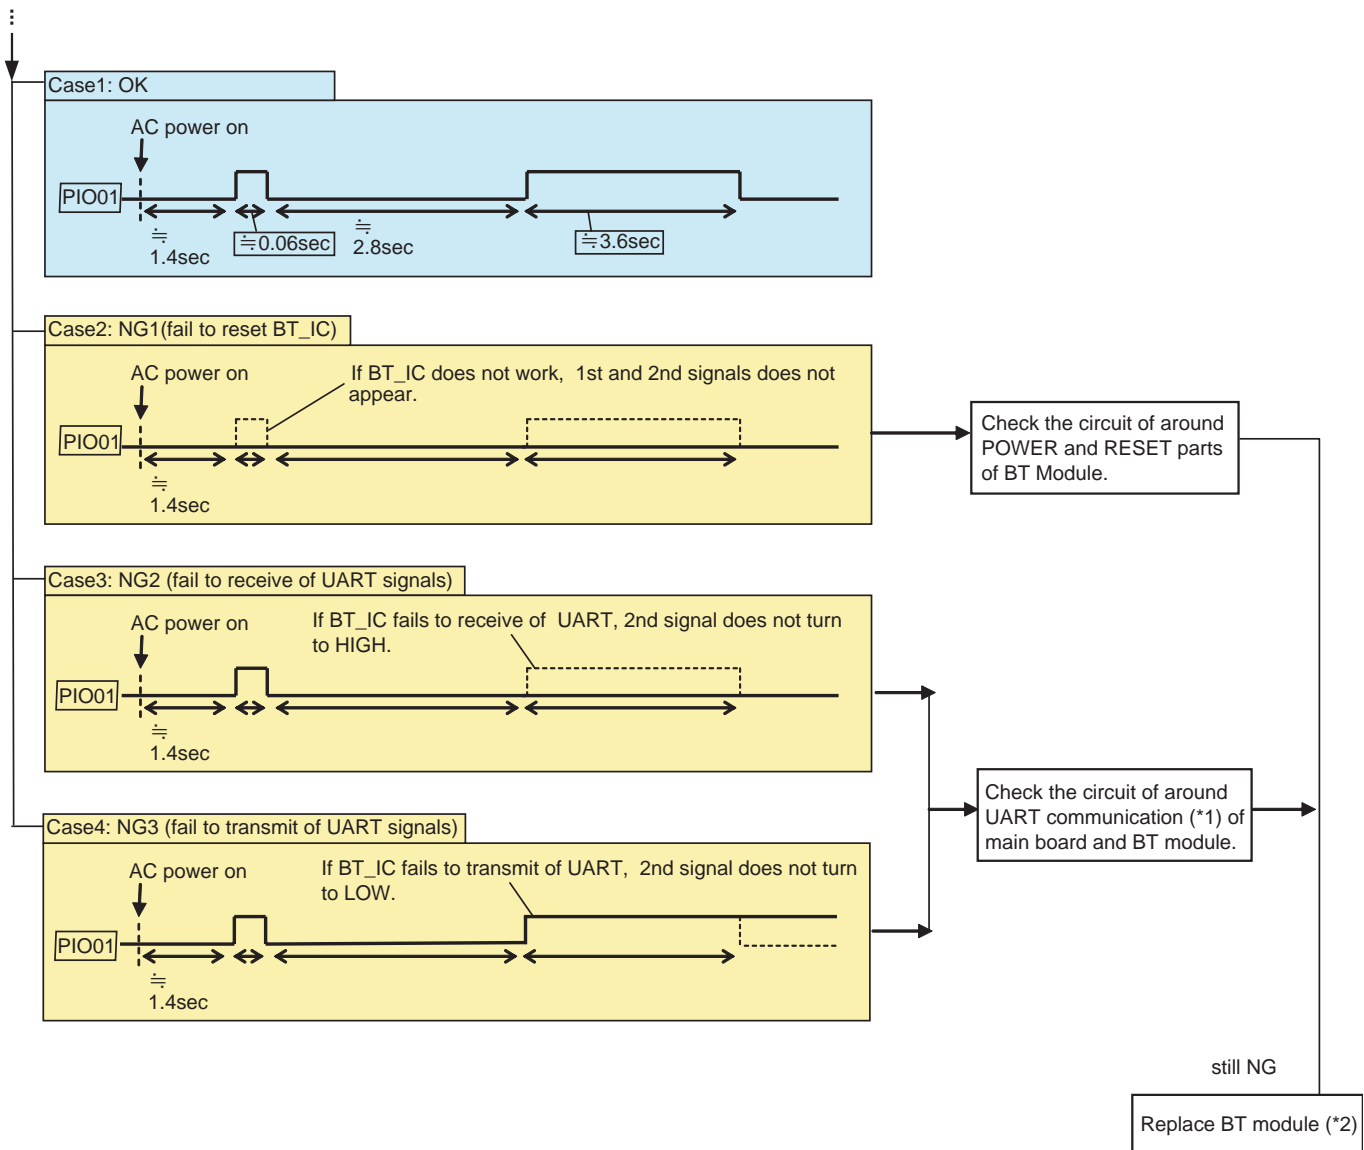 ⋮
Case1: OK
AC power on
PIO01
≒
1.4sec
≒0.06sec
≒
2.8sec
≒3.6sec
Case2: NG1(fail to reset BT_IC)
AC power on
If BT_IC does not work, 1st and 2nd signals does not
appear.
PIO01
≒
1.4sec
Check the circuit of around
POWER and RESET parts
of BT Module.
Case3: NG2 (fail to receive of UART signals)
AC power on
If BT_IC fails to receive of UART, 2nd signal does not turn
to HIGH.
PIO01
≒
1.4sec
Check the circuit of around
UART communication (*1) of
main board and BT module.
Case4: NG3 (fail to transmit of UART signals)
AC power on
If BT_IC fails to transmit of UART, 2nd signal does not turn
to LOW.
PIO01
≒
1.4sec
still NG
Replace BT module (*2)